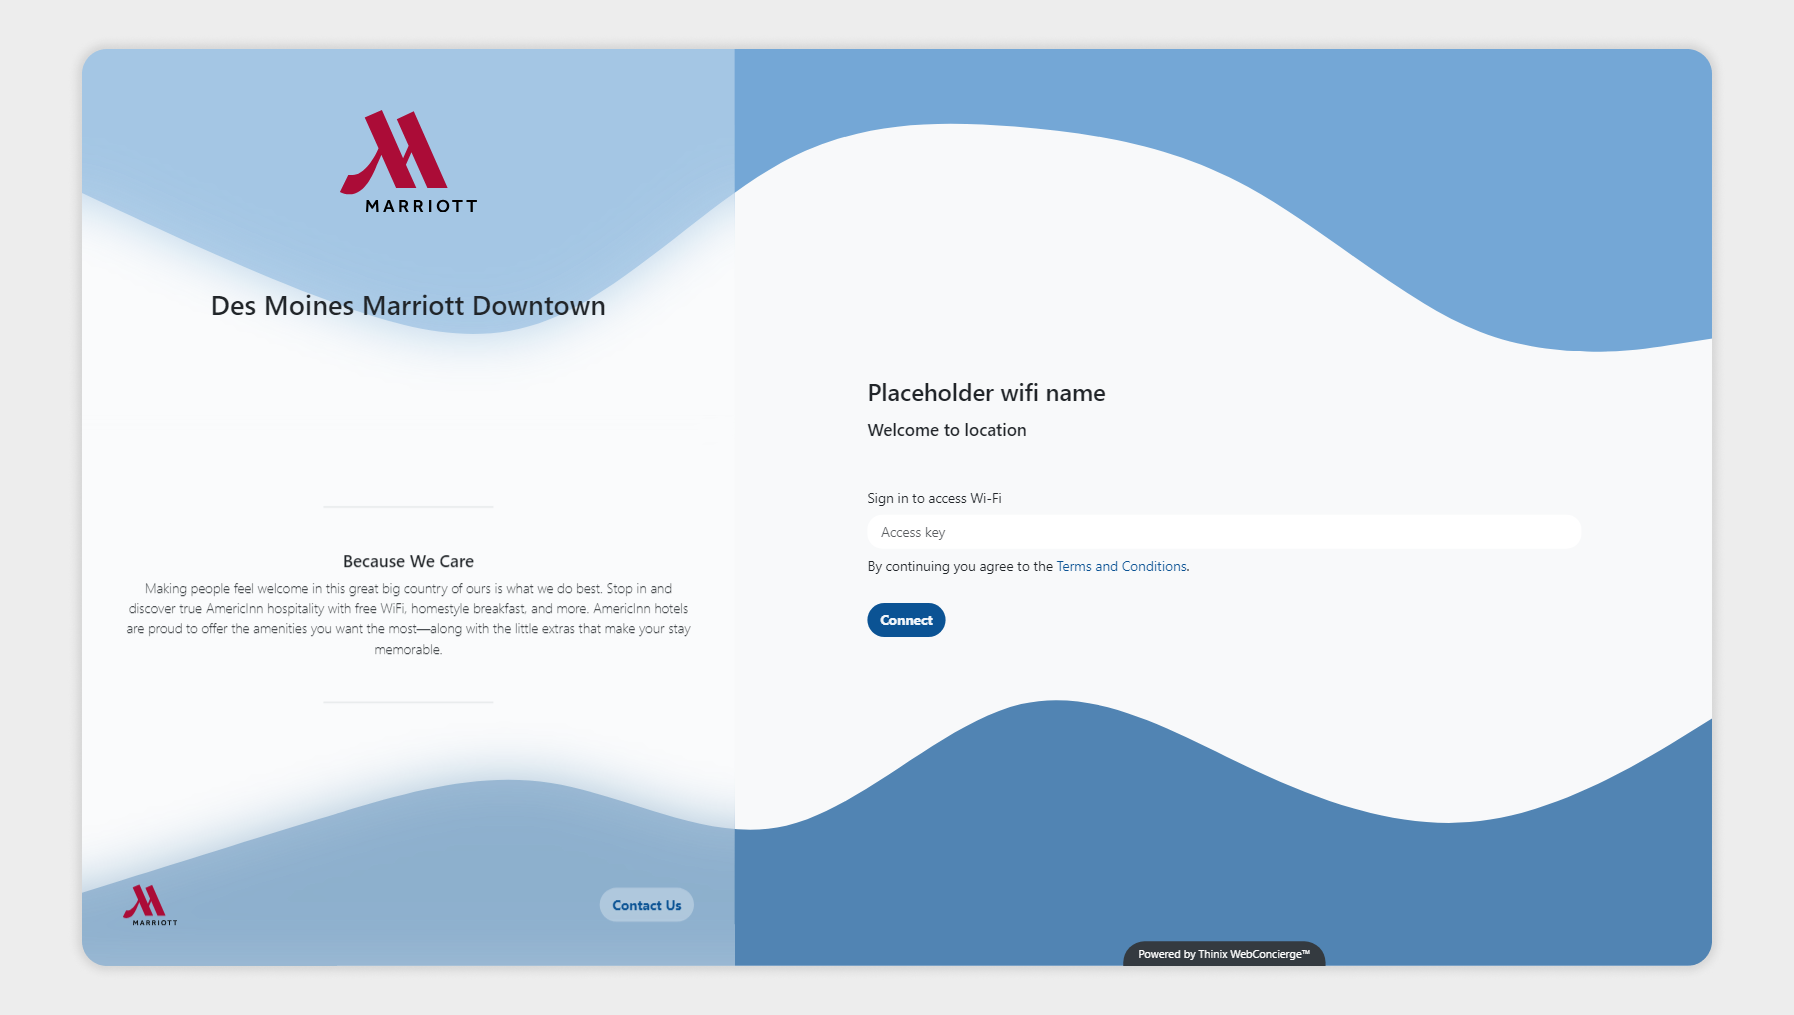 MARRIOTT
Des Moines Marriott Downtown
Because We Care
Making people feel welcome in this great big country of ours is what we do best. Stop in and
discover true AmericInn hospitality with free WiFi, homestyle breakfast, and more. AmericInn hotels
are proud to offer the amenities you want the most—along with the little extras that make your stay
memorable.
MARRIOTT
Contact Us
Placeholder wifi name
Welcome to location
Sign in to access Wi-Fi
Access key
By continuing you agree to the Terms and Conditions.
Connect
Powered by Thinix WebConcierge™